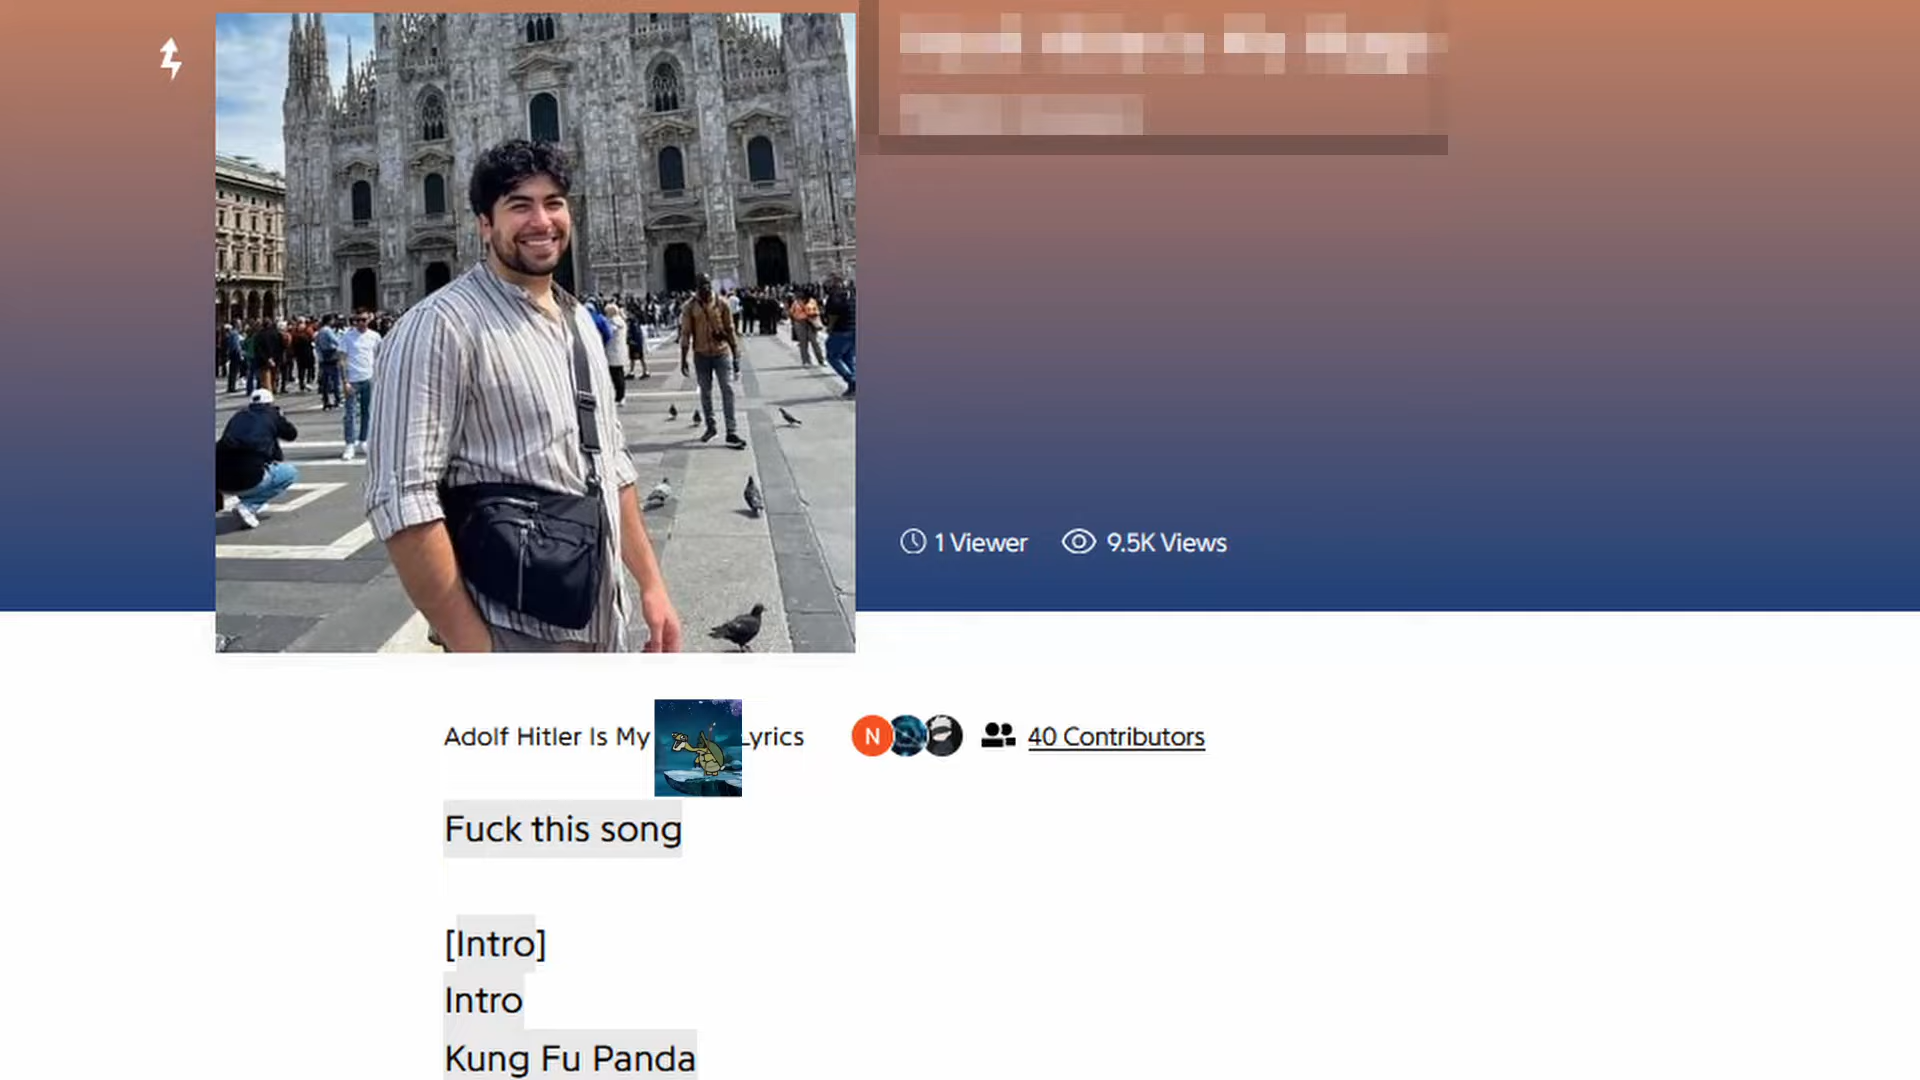 1 Viewer 9.5K Views
Adolf Hitler Is My Lyrics
N
40 Contributors
Fuck this song
[Intro]
Intro
Kung Fu Panda